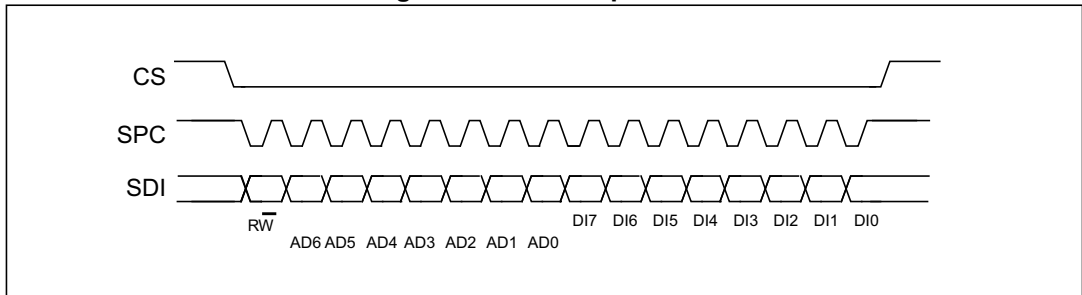 CS
SPC
SDI
RW
DI7 DI6 DI5 DI4 DI3 DI2 DI1 DI0
AD6 AD5 AD4 AD3 AD2 AD1 AD0